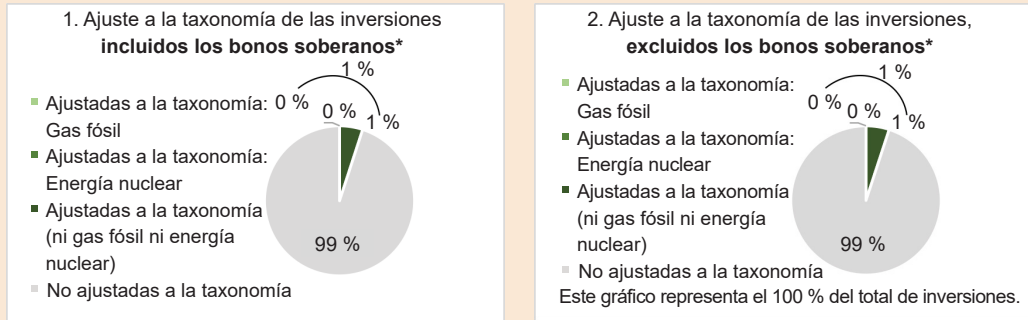 1. Ajuste a la taxonomía de las inversiones
incluidos los bonos soberanos*
1 %
0 %
0 %
1 %
Ajustadas a la taxonomía:
Gas fósil
Ajustadas a la taxonomía:
Energía nuclear
Ajustadas a la taxonomía
(ni gas fósil ni energía
nuclear)
99 %
No ajustadas a la taxonomía
2. Ajuste a la taxonomía de las inversiones,
excluidos los bonos soberanos*
1 %
0 %
0 %
1 %
Ajustadas a la taxonomía:
Gas fósil
Ajustadas a la taxonomía:
Energía nuclear
Ajustadas a la taxonomía
(ni gas fósil ni energía
nuclear)
99 %
No ajustadas a la taxonomía
Este gráfico representa el 100 % del total de inversiones.